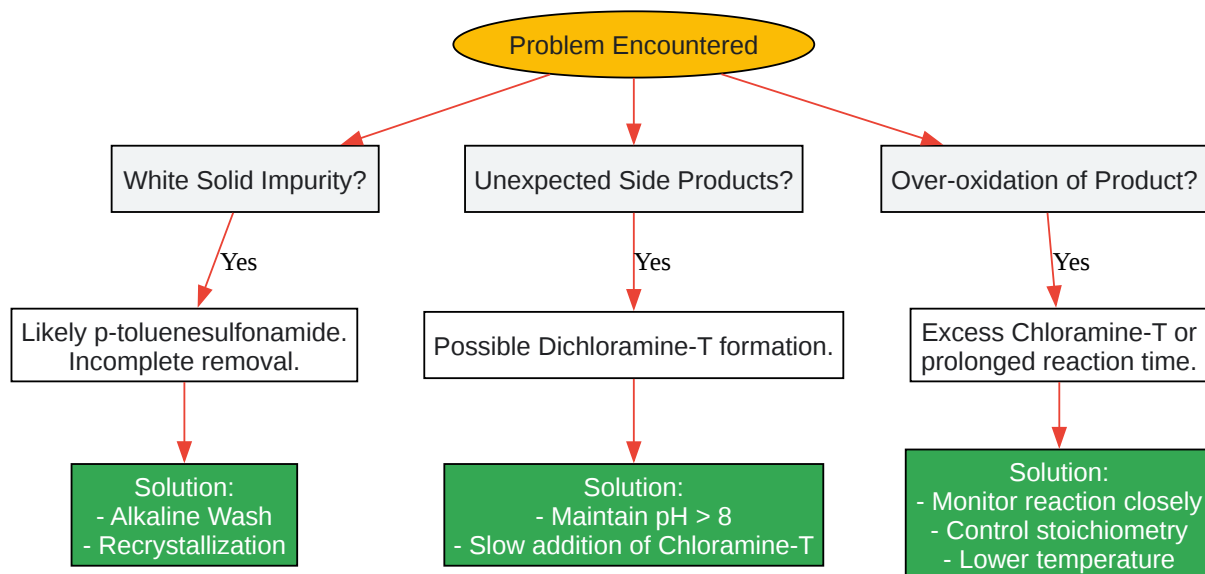 Problem Encountered
White Solid Impurity?
Unexpected Side Products?
Over-oxidation of Product?
Yes
Yes
Yes
Likely p-toluenesulfonamide.
Incomplete removal.
Possible Dichloramine-T formation.
Excess Chloramine-T or
prolonged reaction time.
Solution:
- Alkaline Wash
- Recrystallization
Solution:
- Maintain pH > 8
- Slow addition of Chloramine-T
Solution:
- Monitor reaction closely
- Control stoichiometry
- Lower temperature